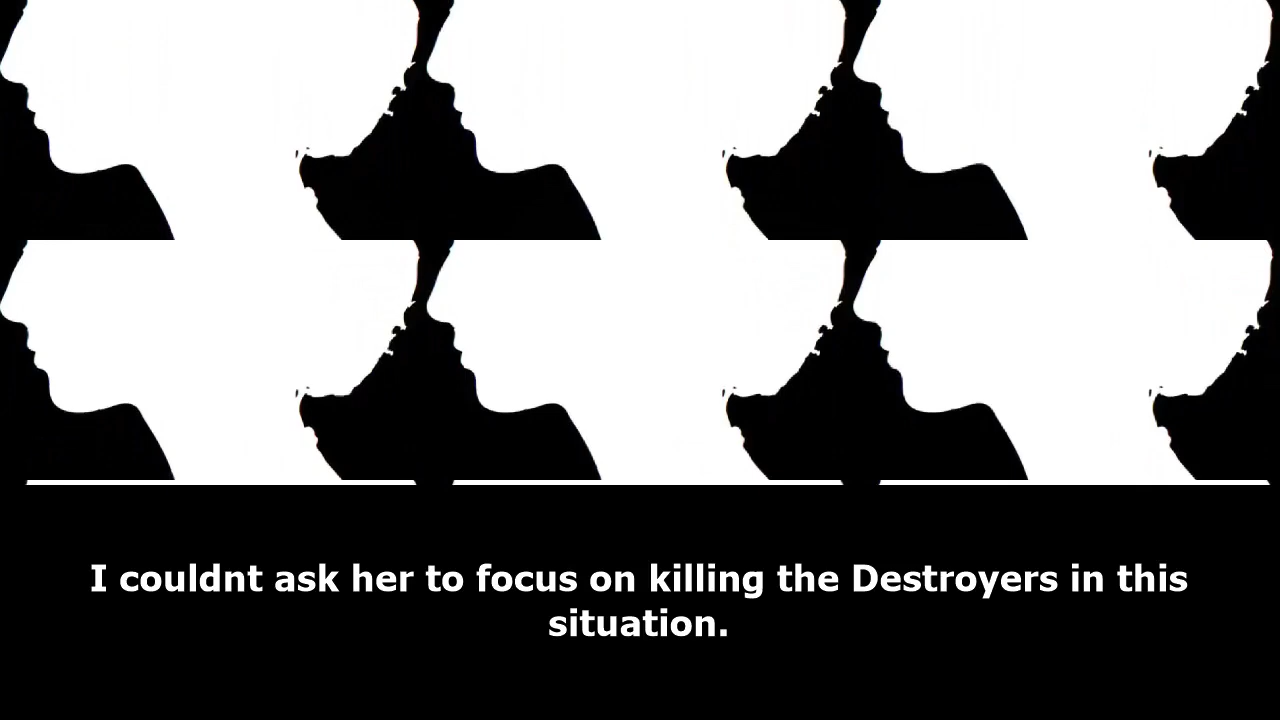 I couldnt ask her to focus on killing the Destroyers in this
situation.